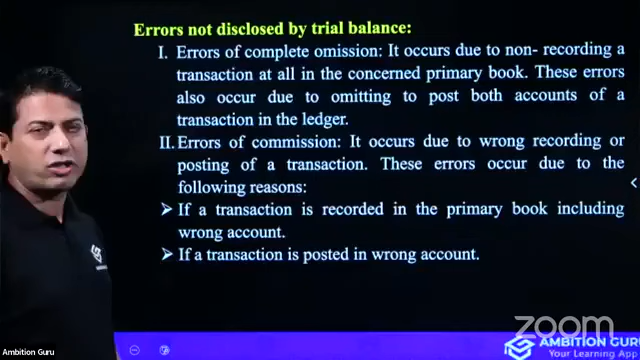 Errors not disclosed by trial balance:
I. Errors of complete omission: It occurs due to non- recording a
transaction at all in the concerned primary book. These errors
also occur due to omitting to post both accounts of a
transaction in the ledger.
II. Errors of commission: It occurs due to wrong recording or
posting of a transaction. These errors occur due to the
following reasons:
➢ If a transaction is recorded in the primary book including
wrong account.
➢ If a transaction is posted in wrong account.
zoom
AMBITION GUR
Your Learning App
Ambition Guru